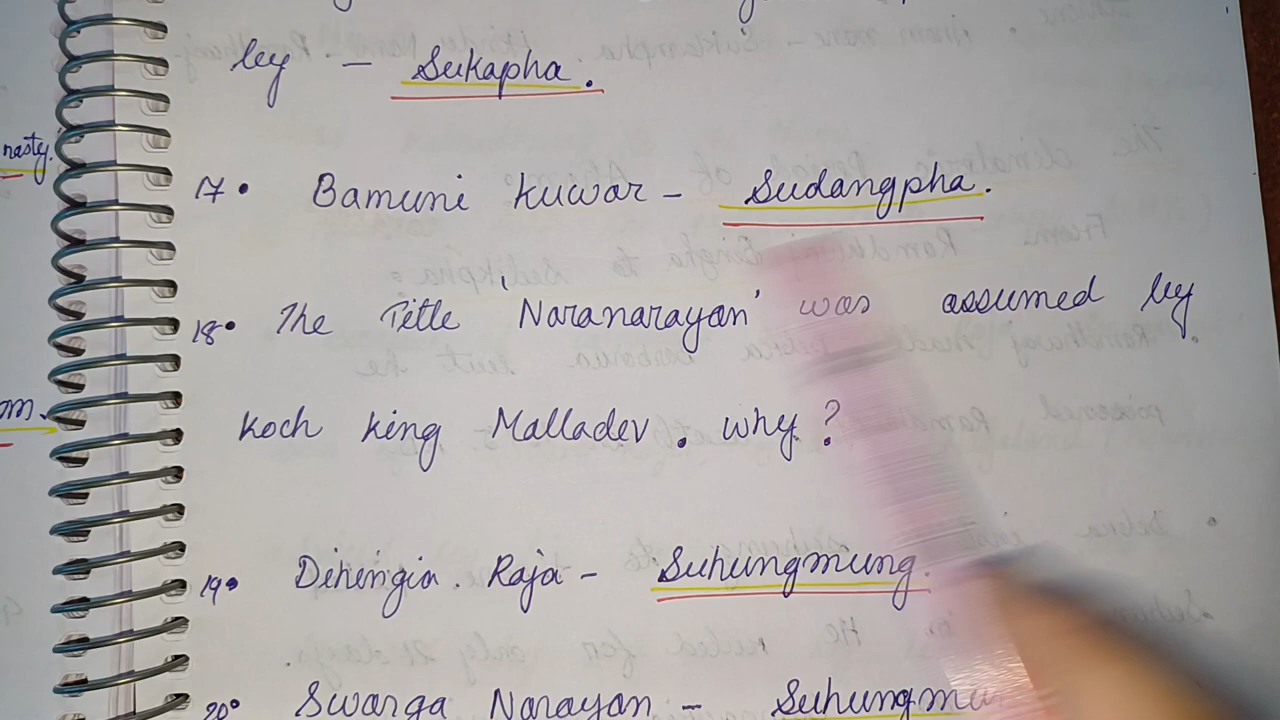 by - Sukapha.
nasty.
17. Bamuni Kuwar - Sudangpha.
18. The Title 'Naranarayan' was assumed by
m.
Koch king Malladev. why?
19. Dihingia. Raja - Suhungmung.
20. Swarga Narayan - Suhungmu